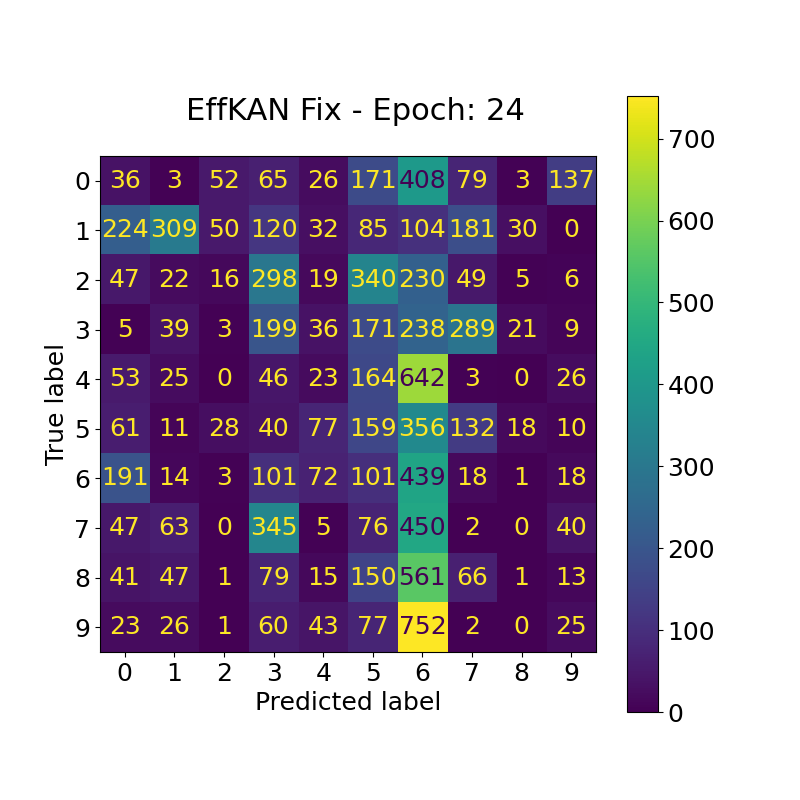 EffKAN Fix - Epoch: 24
0 36 3 52 65 26 171 408 79 3 137
1 224 309 50 120 32 85 104 181 30 0
2 47 22 16 298 19 340 230 49 5 6
3 5 39 3 199 36 171 238 289 21 9
4 53 25 0 46 23 164 642 3 0 26
5 61 11 28 40 77 159 356 132 18 10
6 191 14 3 101 72 101 439 18 1 18
7 47 63 0 345 5 76 450 2 0 40
8 41 47 1 79 15 150 561 66 1 13
9 23 26 1 60 43 77 752 2 0 25
0 1 2 3 4 5 6 7 8 9
Predicted label
True label
700
600
500
400
300
200
100
0